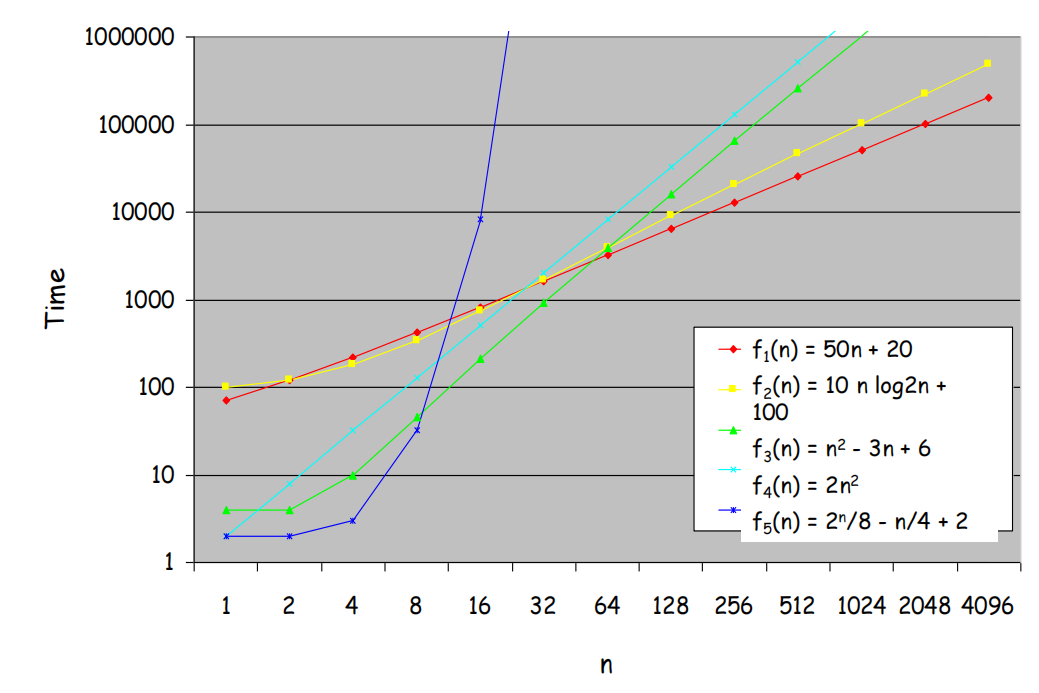 1000000
100000
10000
1000
100
10
1
Time
1 2 4 8 16 32 64 128 256 512 1024 2048 4096
n
f₁(n) = 50n + 20
f₂(n) = 10 n log2n +
100
f₃(n) = n² - 3n + 6
f₄(n) = 2n²
f₅(n) = 2ⁿ/8 - n/4 + 2